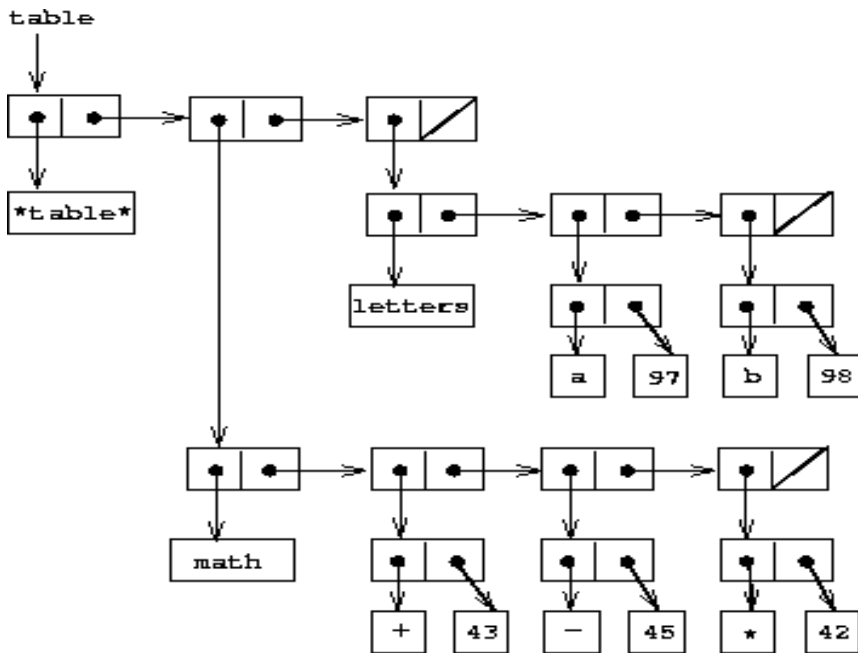 table
*table*
letters
a 97 b 98
math
+ 43 - 45 * 42